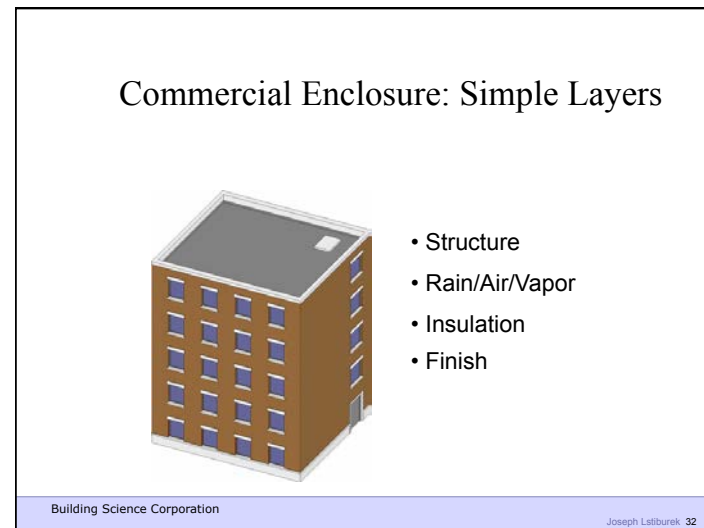 Commercial Enclosure: Simple Layers
• Structure
• Rain/Air/Vapor
• Insulation
• Finish
Building Science Corporation
Joseph Lstiburek 32